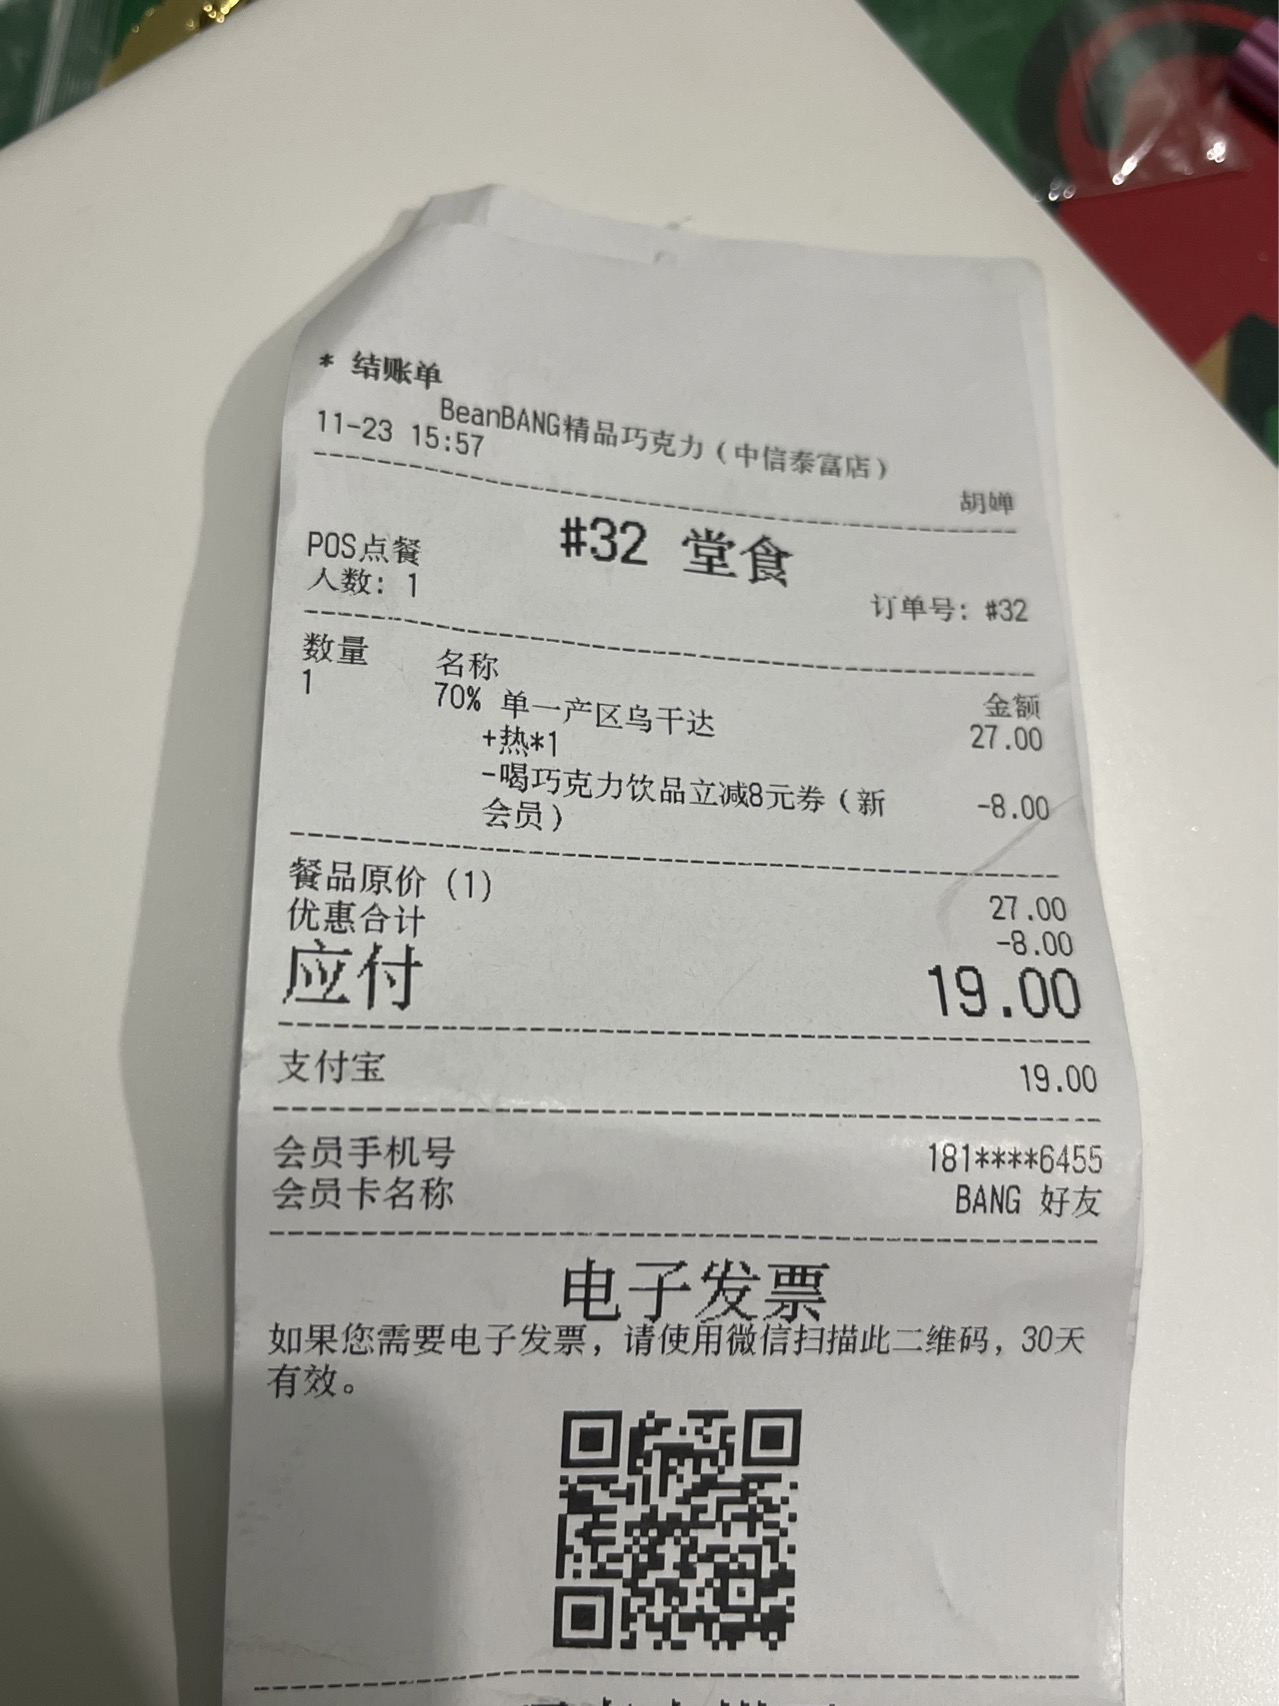 * 结账单
BeanBANG精品巧克力（中信泰富店）
11-23 15:57 胡婵
#32 堂食
POS点餐
人数: 1 订单号: #32
数量 名称 金额
1 70% 单一产区乌干达 27.00
+热*1
-喝巧克力饮品立减8元券（新 -8.00
会员）
餐品原价 (1) 27.00
优惠合计 -8.00
应付 19.00
支付宝 19.00
会员手机号 181****6455
会员卡名称 BANG 好友
电子发票
如果您需要电子发票，请使用微信扫描此二维码，30天
有效。